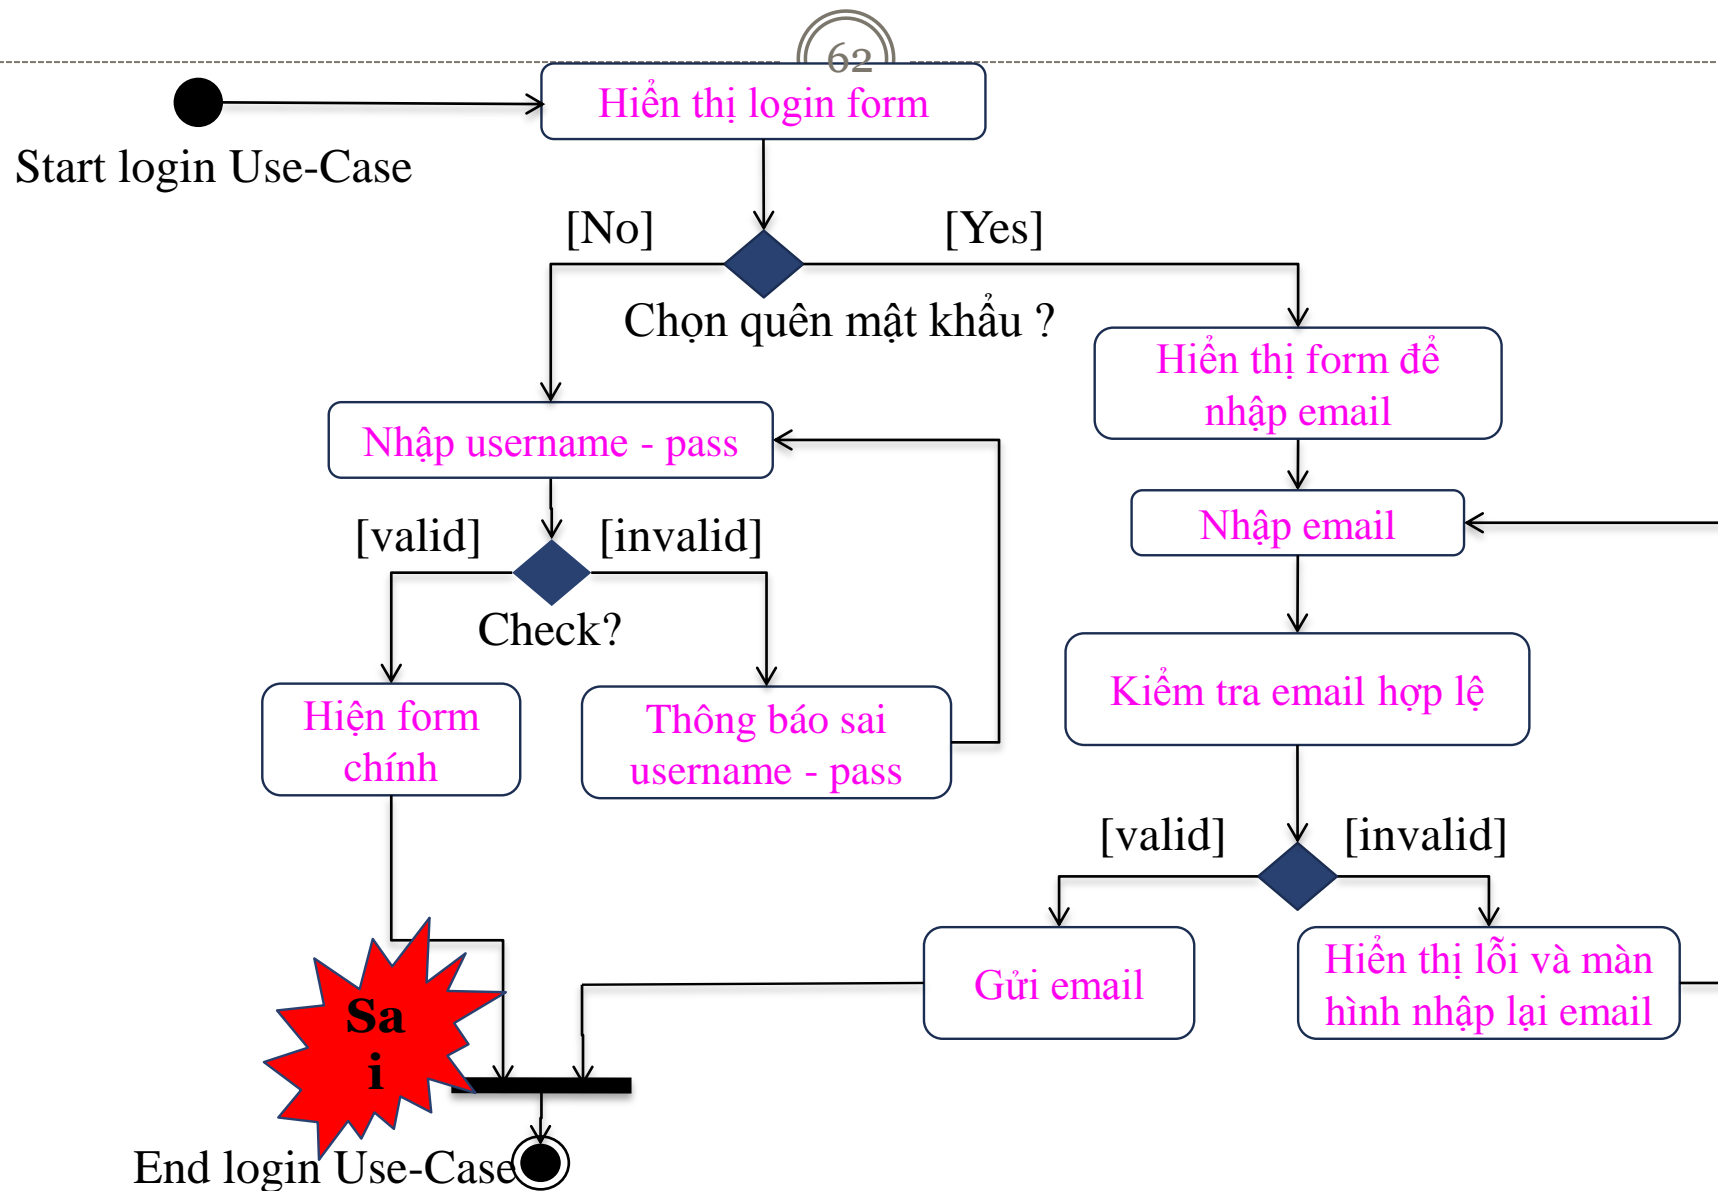 62
Hiển thị login form
Start login Use-Case
[No]
[Yes]
Chọn quên mật khẩu ?
Hiển thị form để
nhập email
Nhập username - pass
Nhập email
[valid]
[invalid]
Check?
Kiểm tra email hợp lệ
Hiện form
chính
Thông báo sai
username - pass
[valid]
[invalid]
Gửi email
Hiển thị lỗi và màn
hình nhập lại email
Sa
i
End login Use-Case